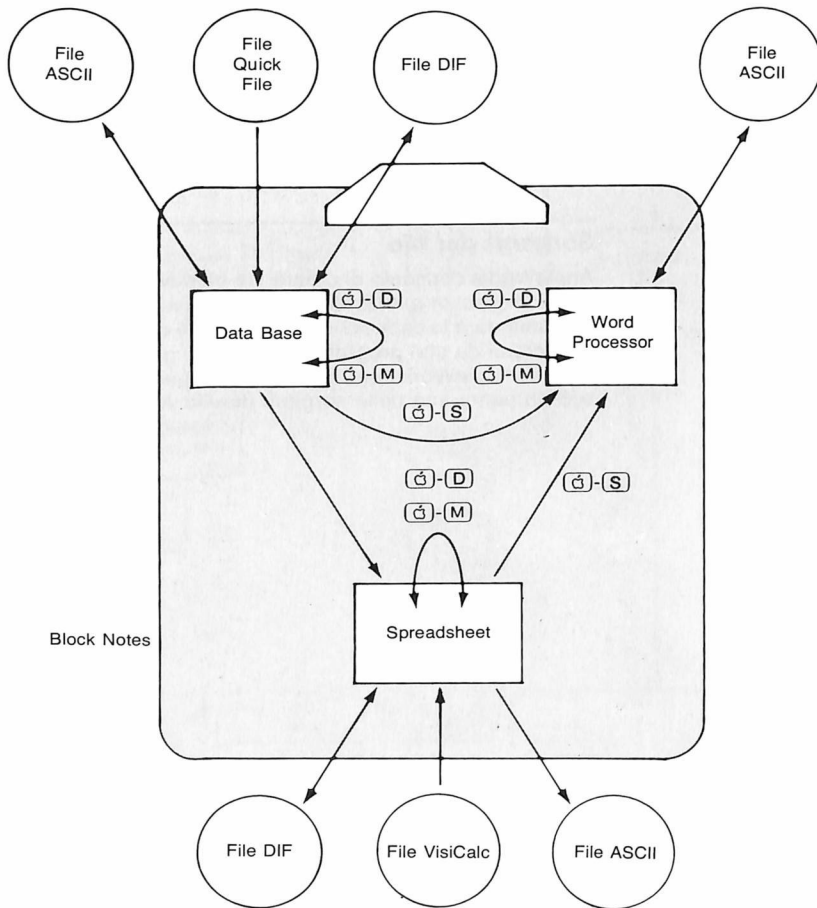 File
ASCII
File
Quick
File
File DIF
File
ASCII
Data Base
-D
-M
-D
-M
Word
Processor
-S
-D
-M
-S
Spreadsheet
Block Notes
File DIF
File VisiCalc
File ASCII